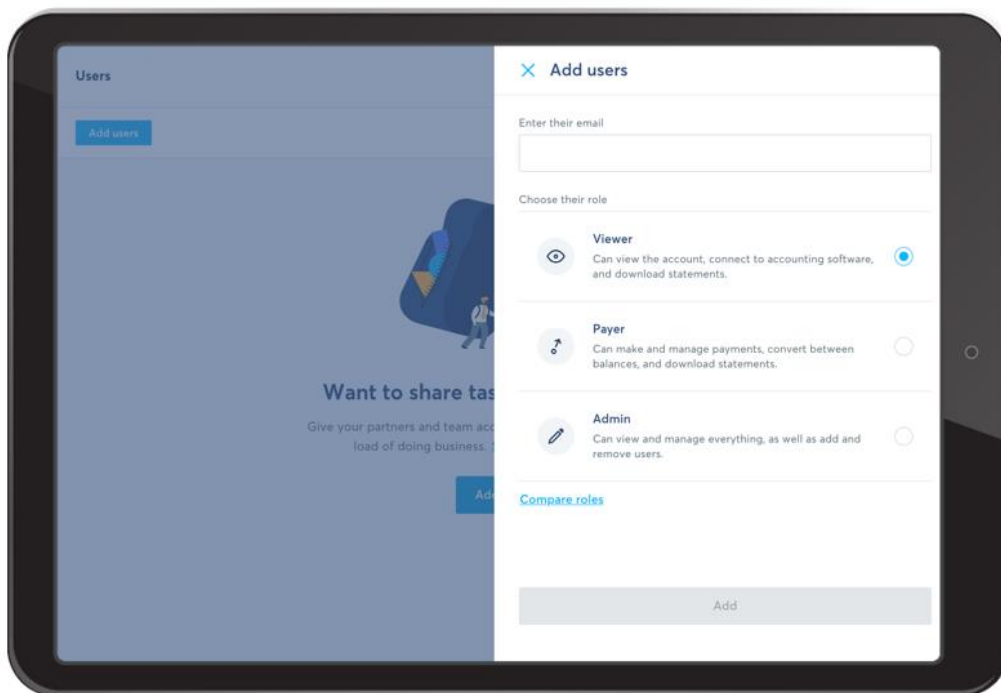 Users
Add users
Want to share tas
Give your partners and team acc
load of doing business.
Add users
Enter their email
Choose their role
Viewer
Can view the account, connect to accounting software,
and download statements.
Payer
Can make and manage payments, convert between
balances, and download statements.
Admin
Can view and manage everything, as well as add and
remove users.
Compare roles
Add